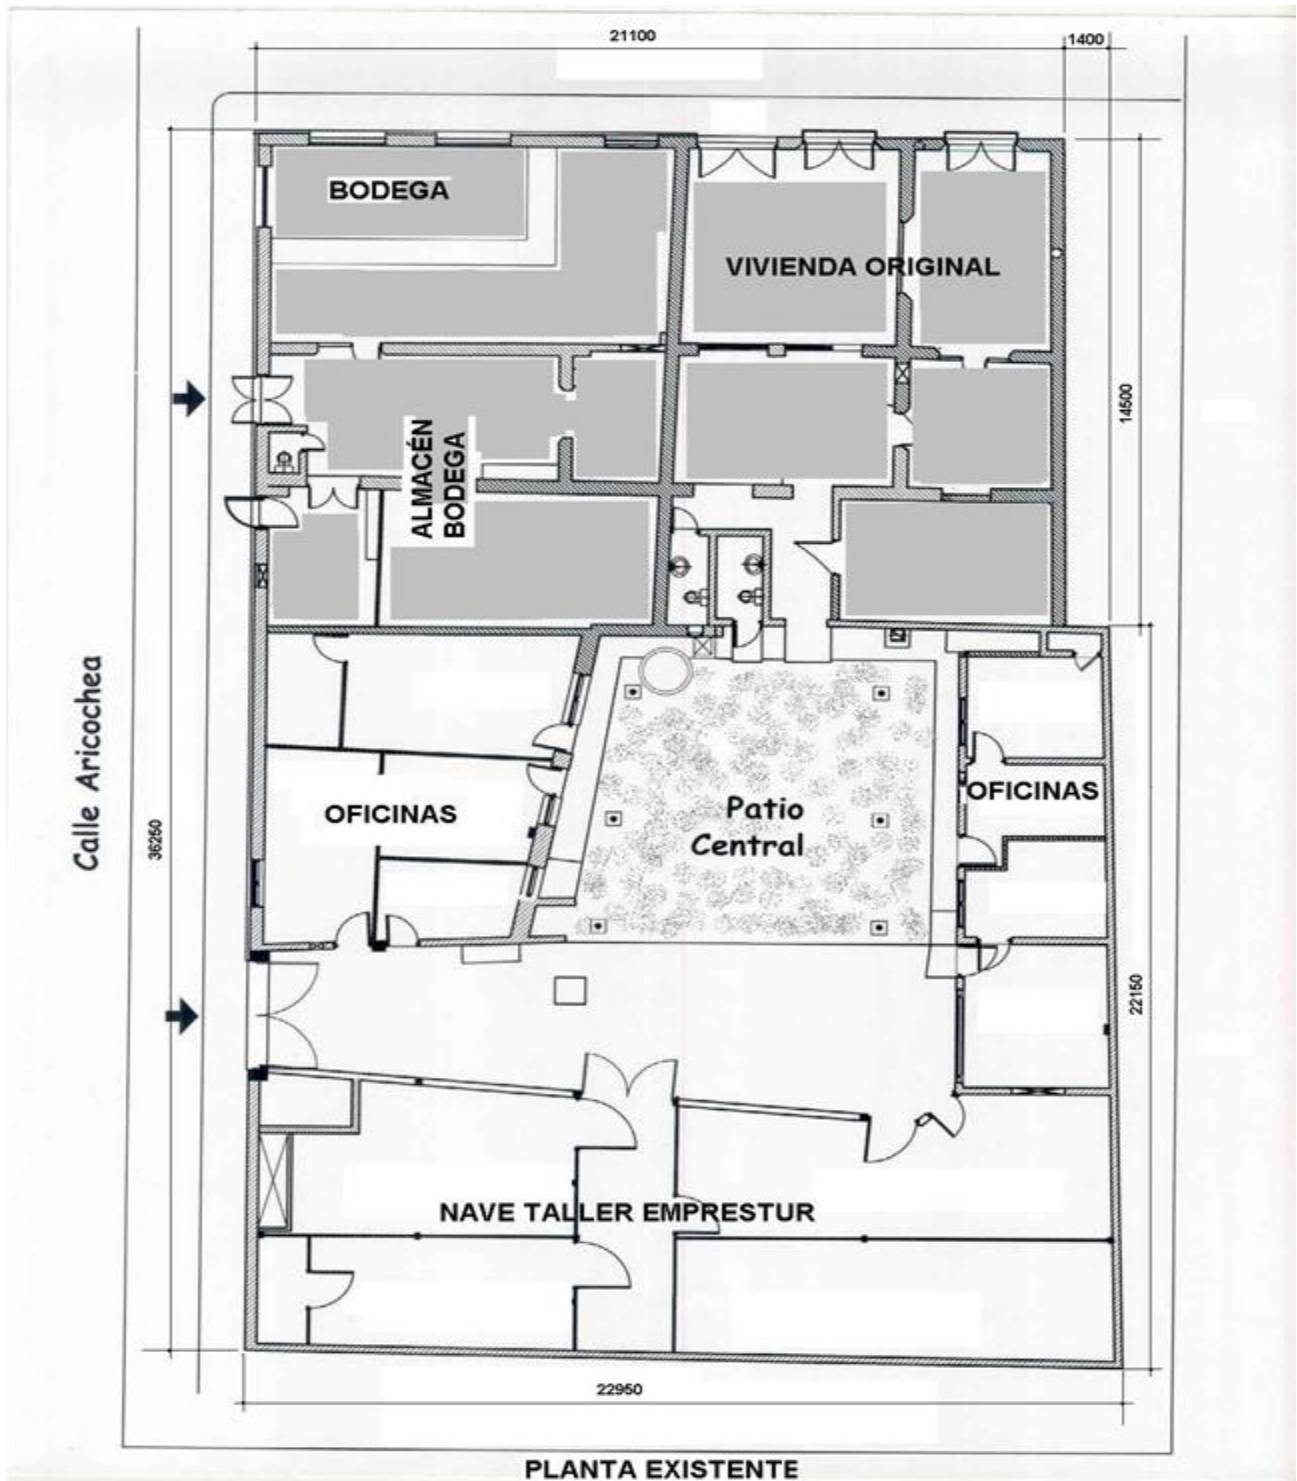 21100
1400
BODEGA
VIVIENDA ORIGINAL
14500
ALMACÉN
BODEGA
Calle Aricochea
36250
OFICINAS
Patio
Central
OFICINAS
22150
NAVE TALLER EMPRESTUR
22950
PLANTA EXISTENTE